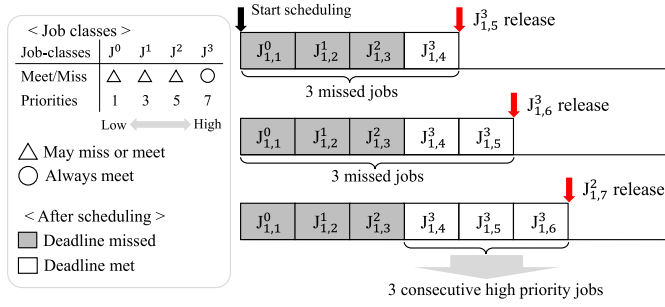 < Job classes >
Job-classes J⁰ J¹ J² J³
Meet/Miss
Priorities 1 3 5 7
Low High
May miss or meet
Always meet
< After scheduling >
Deadline missed
Deadline met
Start scheduling
J⁰₁,₁ J¹₁,₂ J²₁,₃ J³₁,₄
J³₁,₅ release
3 missed jobs
J⁰₁,₁ J¹₁,₂ J²₁,₃ J³₁,₄ J³₁,₅
J³₁,₆ release
3 missed jobs
J⁰₁,₁ J¹₁,₂ J²₁,₃ J³₁,₄ J³₁,₅ J³₁,₆
J²₁,₇ release
3 consecutive high priority jobs